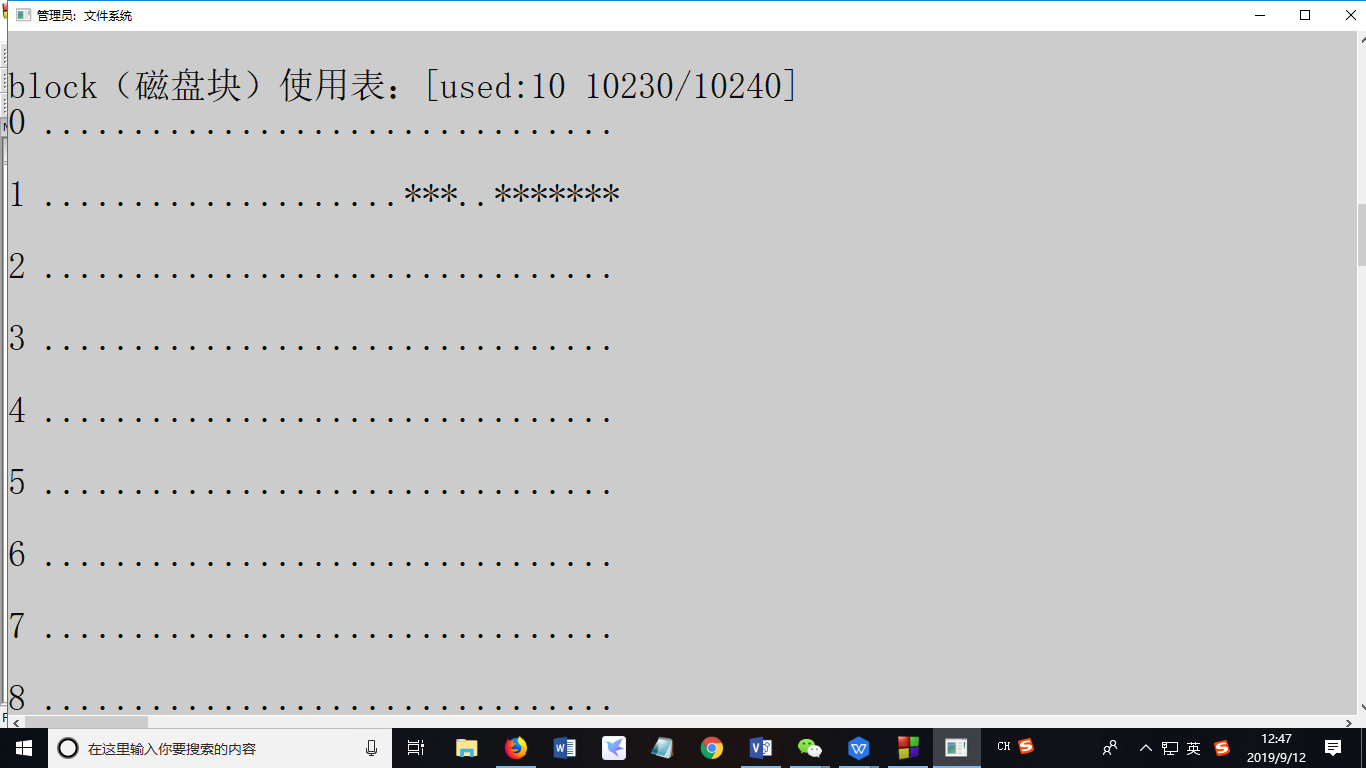 管理员: 文件系统
block（磁盘块）使用表：[used:10 10230/10240]
0 ................................
1 ....................***..*******
2 ................................
3 ................................
4 ................................
5 ................................
6 ................................
7 ................................
8 ................................
在这里输入你要搜索的内容
CH
英
12:47
2019/9/12